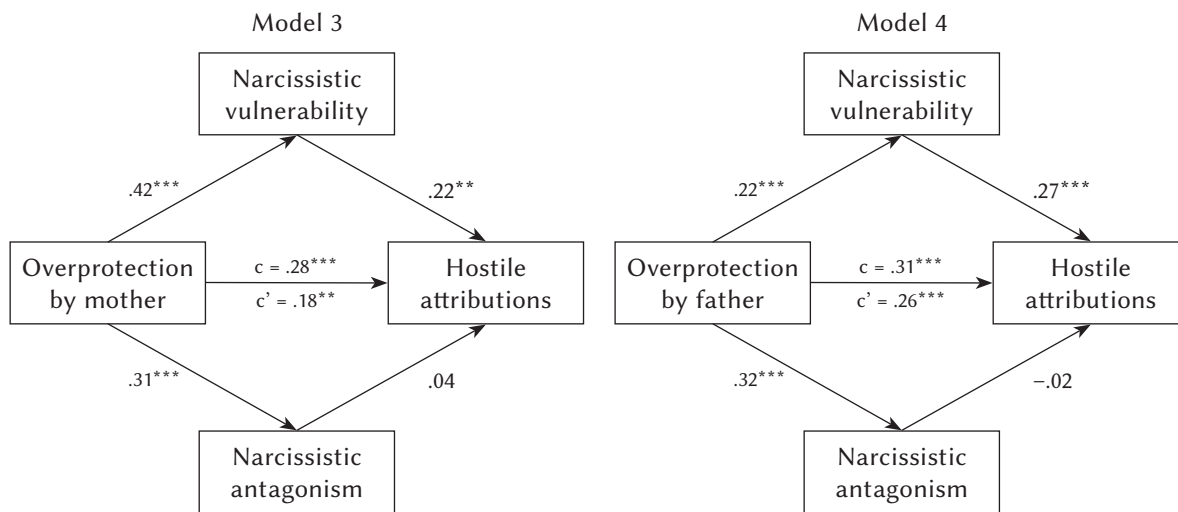 Model 3
Narcissistic
vulnerability
.42***
.22**
Overprotection
by mother
c = .28***
c' = .18**
Hostile
attributions
.31***
.04
Narcissistic
antagonism
Model 4
Narcissistic
vulnerability
.22***
.27***
Overprotection
by father
c = .31***
c' = .26***
Hostile
attributions
.32***
−.02
Narcissistic
antagonism